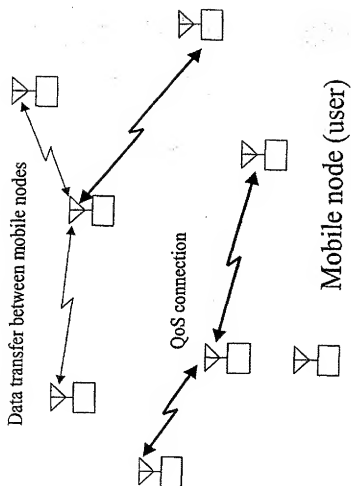 Data transfer between mobile nodes
QoS connection
Mobile node (user)